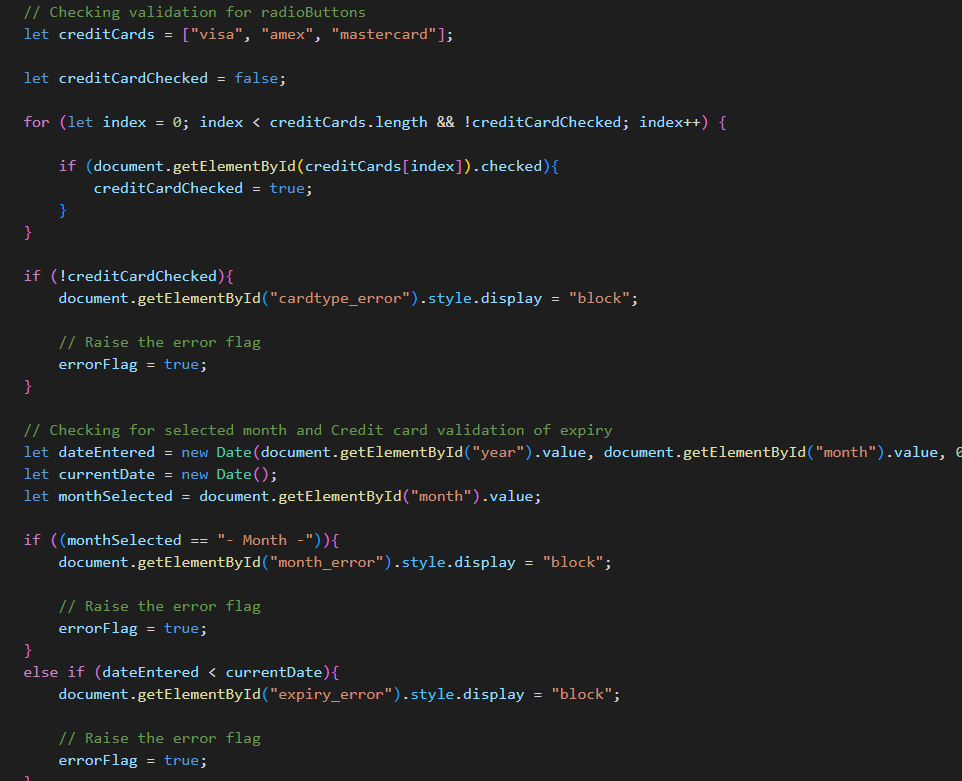 // Checking validation for radioButtons
let creditCards = ["visa", "amex", "mastercard"];
let creditCardChecked = false;
for (let index = 0; index < creditCards.length && !creditCardChecked; index++) {
if (document.getElementById(creditCards[index]).checked){
creditCardChecked = true;
}
}
if (!creditCardChecked){
document.getElementById("cardtype_error").style.display = "block";
// Raise the error flag
errorFlag = true;
}
// Checking for selected month and Credit card validation of expiry
let dateEntered = new Date(document.getElementById("year").value, document.getElementById("month").value, 0
let currentDate = new Date();
let monthSelected = document.getElementById("month").value;
if ((monthSelected == "- Month -")){
document.getElementById("month_error").style.display = "block";
// Raise the error flag
errorFlag = true;
}
else if (dateEntered < currentDate){
document.getElementById("expiry_error").style.display = "block";
// Raise the error flag
errorFlag = true;
}